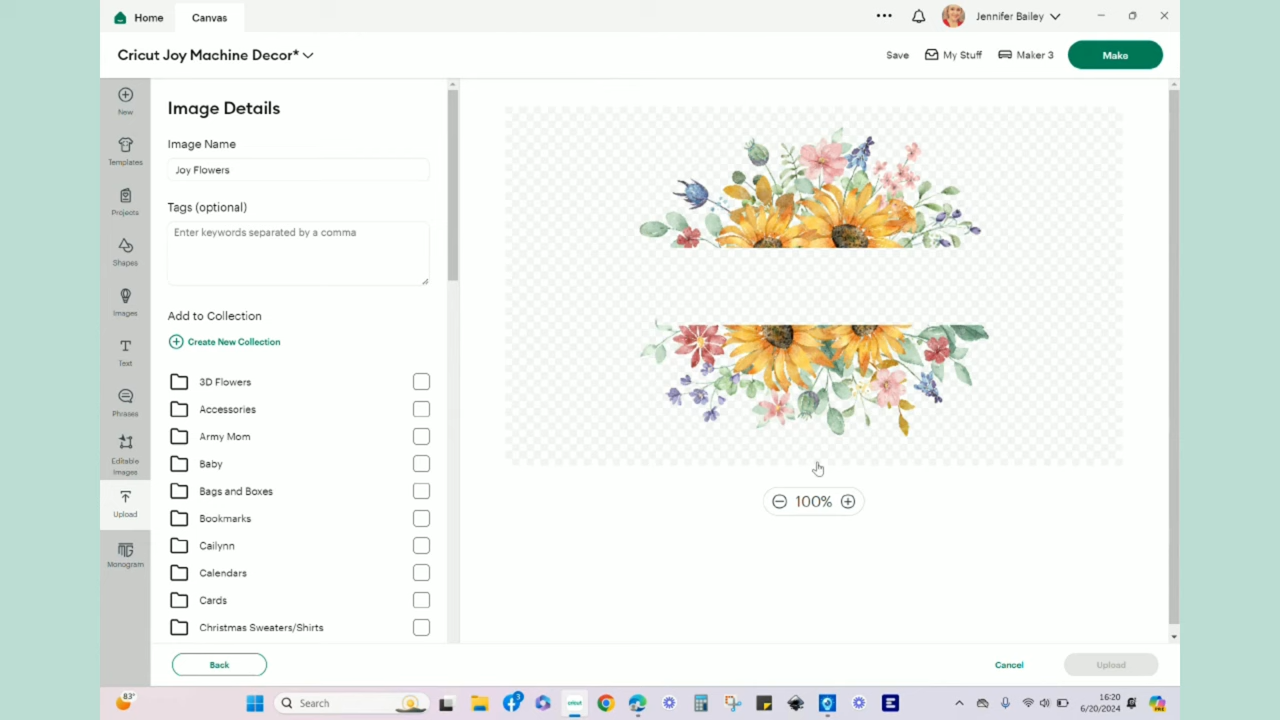 Home
Canvas
Jennifer Bailey
Cricut Joy Machine Decor*
Save
My Stuff
Maker 3
Make
New
Templates
Projects
Shapes
Images
Text
Phrases
Editable
Images
Upload
Monogram
Image Details
Image Name
Joy Flowers
Tags (optional)
Enter keywords separated by a comma
Add to Collection
Create New Collection
3D Flowers
Accessories
Army Mom
Baby
Bags and Boxes
Bookmarks
Cailynn
Calendars
Cards
Christmas Sweaters/Shirts
100%
Back
Cancel
Upload
83°
Search
3
cricut
16:20
6/20/2024